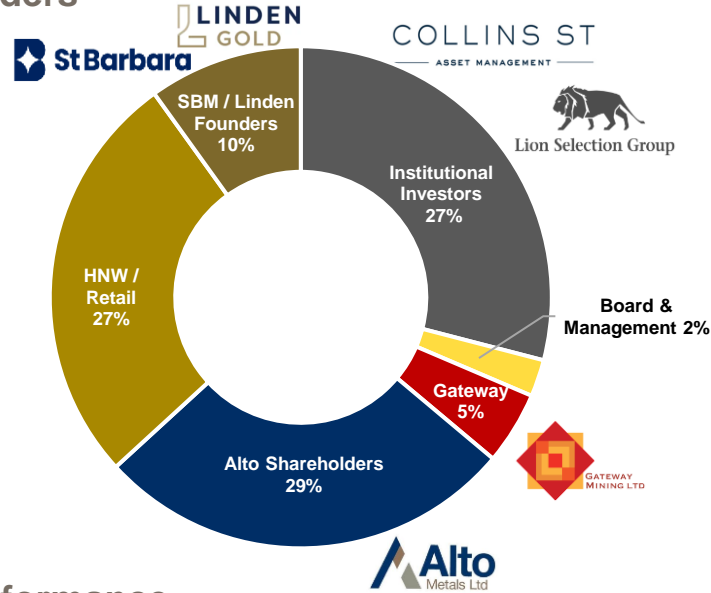 LINDEN
GOLD
St Barbara
COLLINS ST
ASSET MANAGEMENT
Lion Selection Group
SBM / Linden
Founders
10%
Institutional
Investors
27%
HNW /
Retail
27%
Board &
Management 2%
Gateway
5%
Alto Shareholders
29%
GATEWAY
MINING LTD
Alto
Metals Ltd